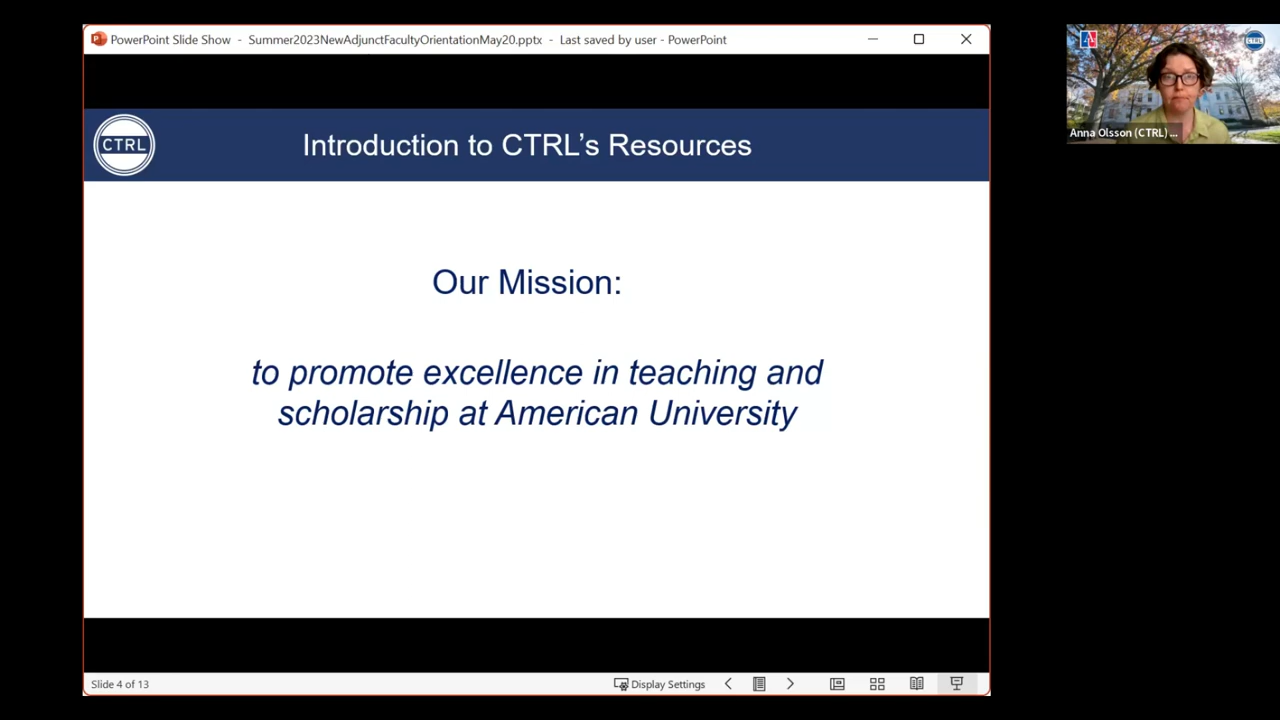 PowerPoint Slide Show - Summer2023NewAdjunctFacultyOrientationMay20.pptx - Last saved by user - PowerPoint
CTRL
Introduction to CTRL’s Resources
Our Mission:
to promote excellence in teaching and
scholarship at American University
Slide 4 of 13
Display Settings
CTRL
Anna Olsson (CTRL) ...